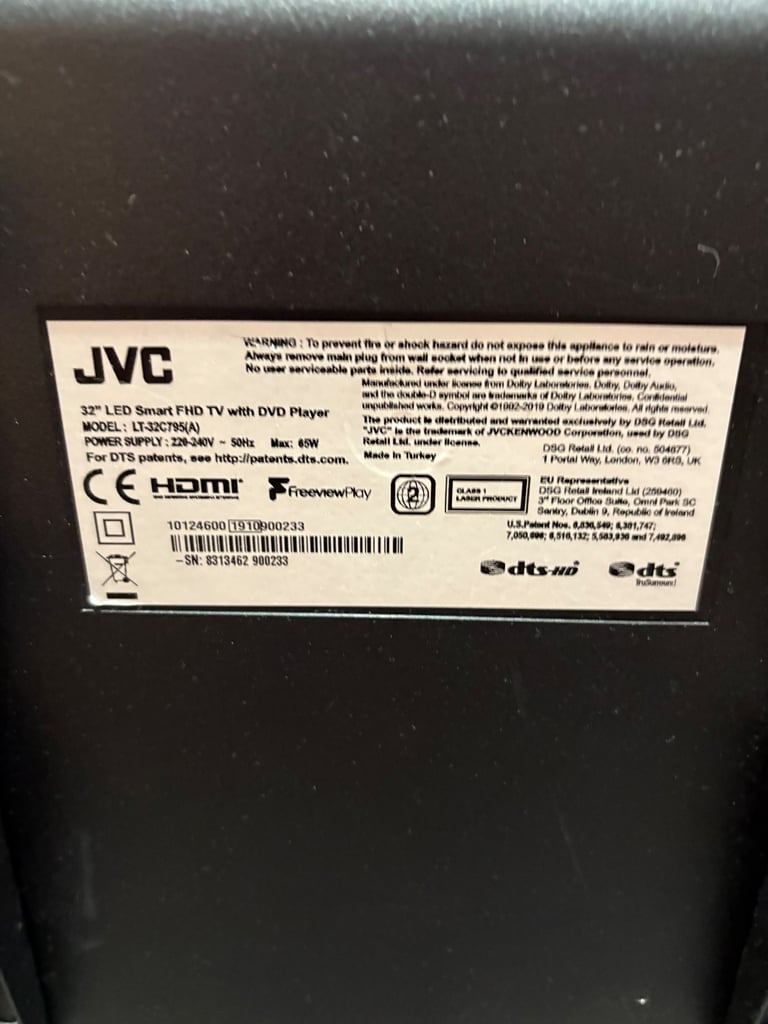 JVC
WARNING : To prevent fire or shock hazard do not expose this appliance to rain or moisture.
Always remove main plug from wall socket when not in use or before any service operation.
No user serviceable parts inside. Refer servicing to qualified service personnel.
Manufactured under license from Dolby Laboratories. Dolby, Dolby Audio,
and the double-D symbol are trademarks of Dolby Laboratories. Confidential
unpublished works. Copyright ©1992-2019 Dolby Laboratories. All rights reserved.
32" LED Smart FHD TV with DVD Player
MODEL : LT-32C795(A)
POWER SUPPLY : 220-240V ~ 50Hz Max: 65W
For DTS patents, see http://patents.dts.com.
The product is distributed and warranted exclusively by DSG Retail Ltd.
"JVC" is the trademark of JVCKENWOOD Corporation, used by DSG
Retail Ltd. under license.
Made in Turkey
DSG Retail Ltd. (co. no. 504877)
1 Portal Way, London, W3 6RS, UK
CE HDMI
FreeviewPlay
2
CLASS 1
LASER PRODUCT
EU Representative
DSG Retail Ireland Ltd (259460)
3rd Floor Office Suite, Omni Park SC
Santry, Dublin 9, Republic of Ireland
10124600 1910 900233
SN: 8313462 900233
U.S.Patent Nos. 6,836,549; 6,381,747;
7,050,698; 6,516,132; 5,583,936 and
dts-HD
dts
TruSurround